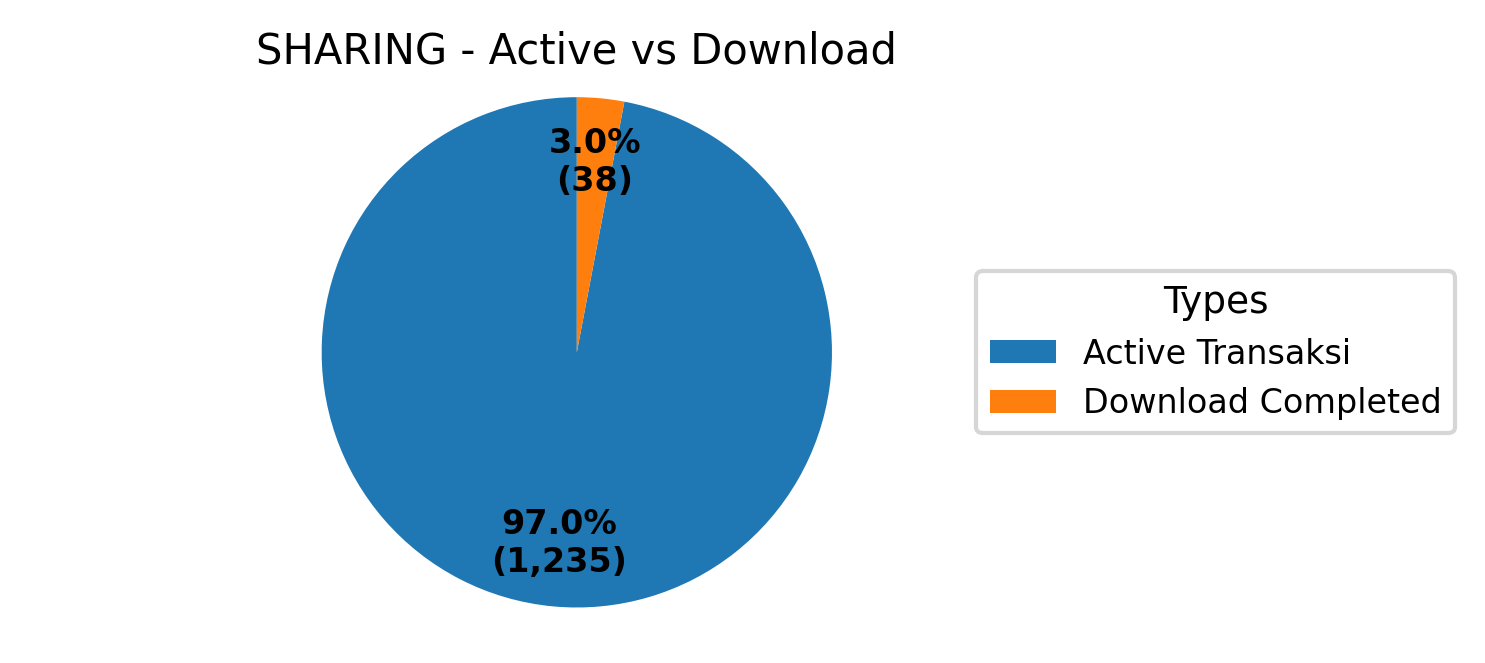 SHARING - Active vs Download
3.0%
(38)
97.0%
(1,235)
Types
Active Transaksi
Download Completed